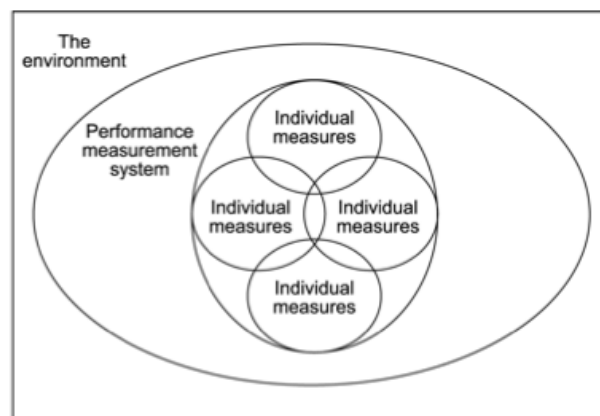 The
environment
Performance
measurement
system
Individual
measures
Individual
measures
Individual
measures
Individual
measures